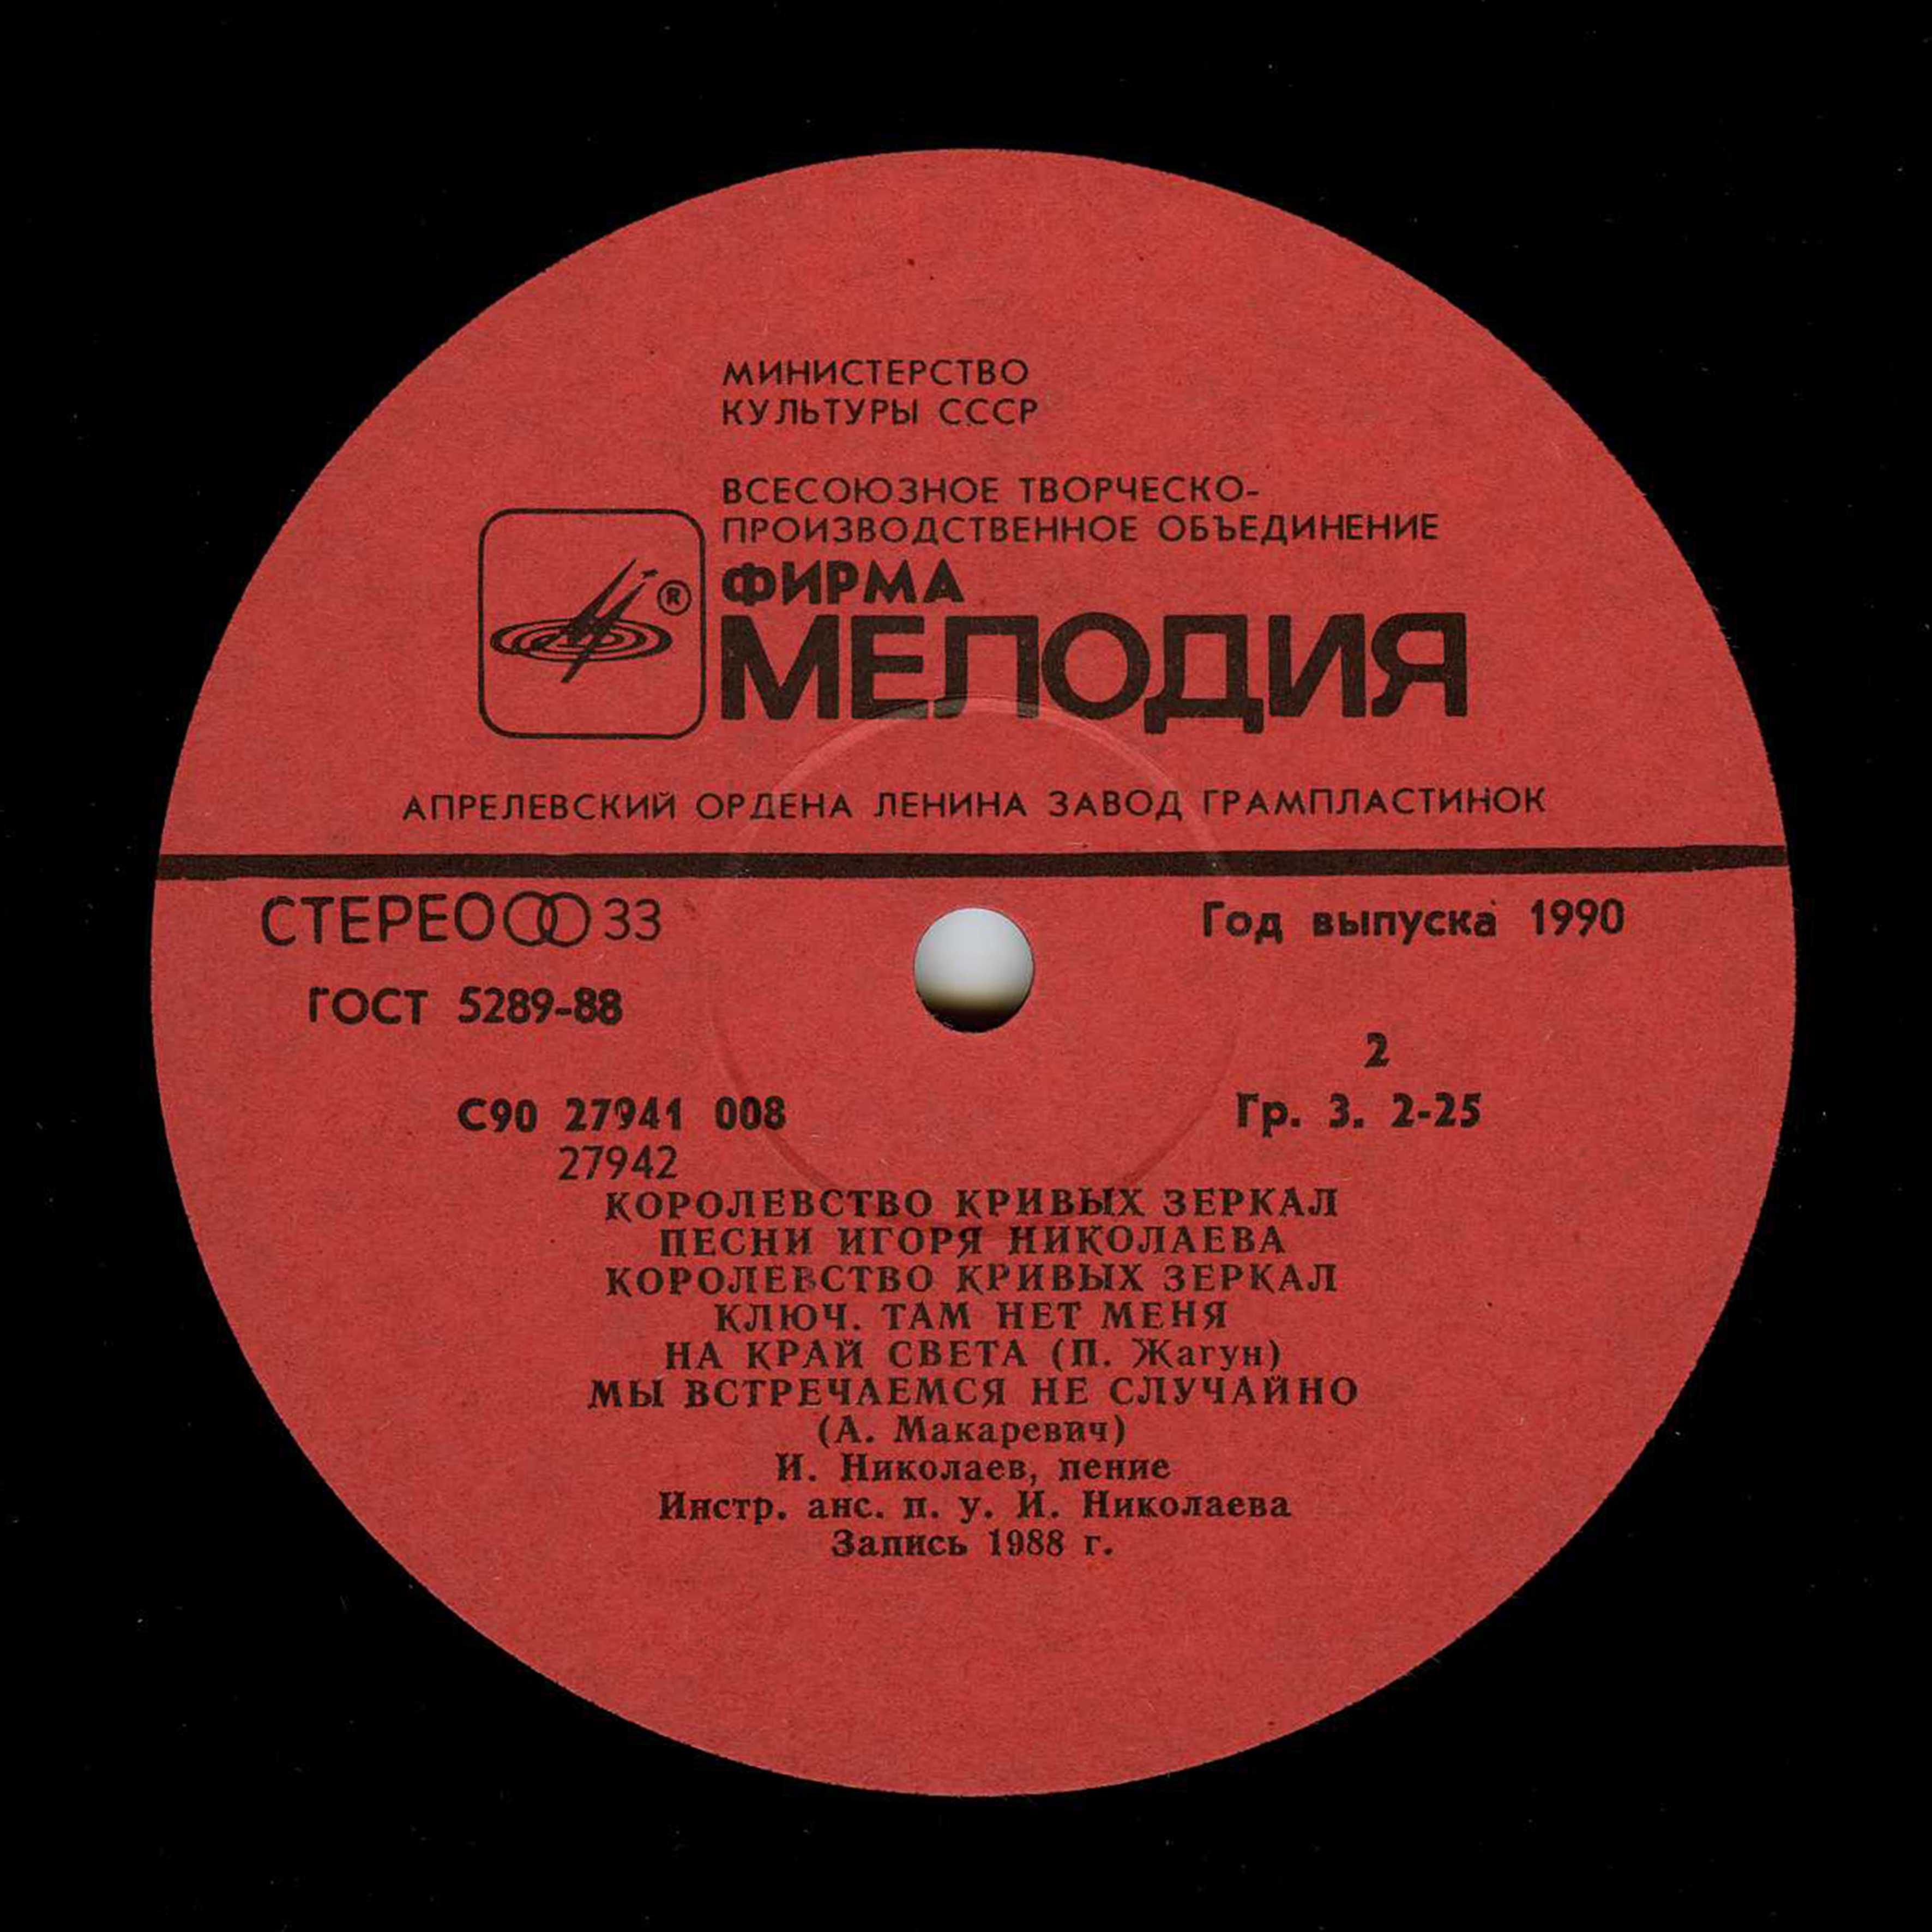 МИНИСТЕРСТВО
КУЛЬТУРЫ СССР
ВСЕСОЮЗНОЕ ТВОРЧЕСКО-
ПРОИЗВОДСТВЕННОЕ ОБЪЕДИНЕНИЕ
ФИРМА
®
МЕЛОДИЯ
АПРЕЛЕВСКИЙ ОРДЕНА ЛЕНИНА ЗАВОД ГРАМПЛАСТИНОК
СТЕРЕО 33
Год выпуска 1990
ГОСТ 5289-88
2
С90 27941 008
Гр. 3. 2-25
27942
КОРОЛЕВСТВО КРИВЫХ ЗЕРКАЛ
ПЕСНИ ИГОРЯ НИКОЛАЕВА
КОРОЛЕВСТВО КРИВЫХ ЗЕРКАЛ
КЛЮЧ. ТАМ НЕТ МЕНЯ
НА КРАЙ СВЕТА (П. Жагун)
МЫ ВСТРЕЧАЕМСЯ НЕ СЛУЧАЙНО
(А. Макаревич)
И. Николаев, пение
Инстр. анс. п. у. И. Николаева
Запись 1988 г.